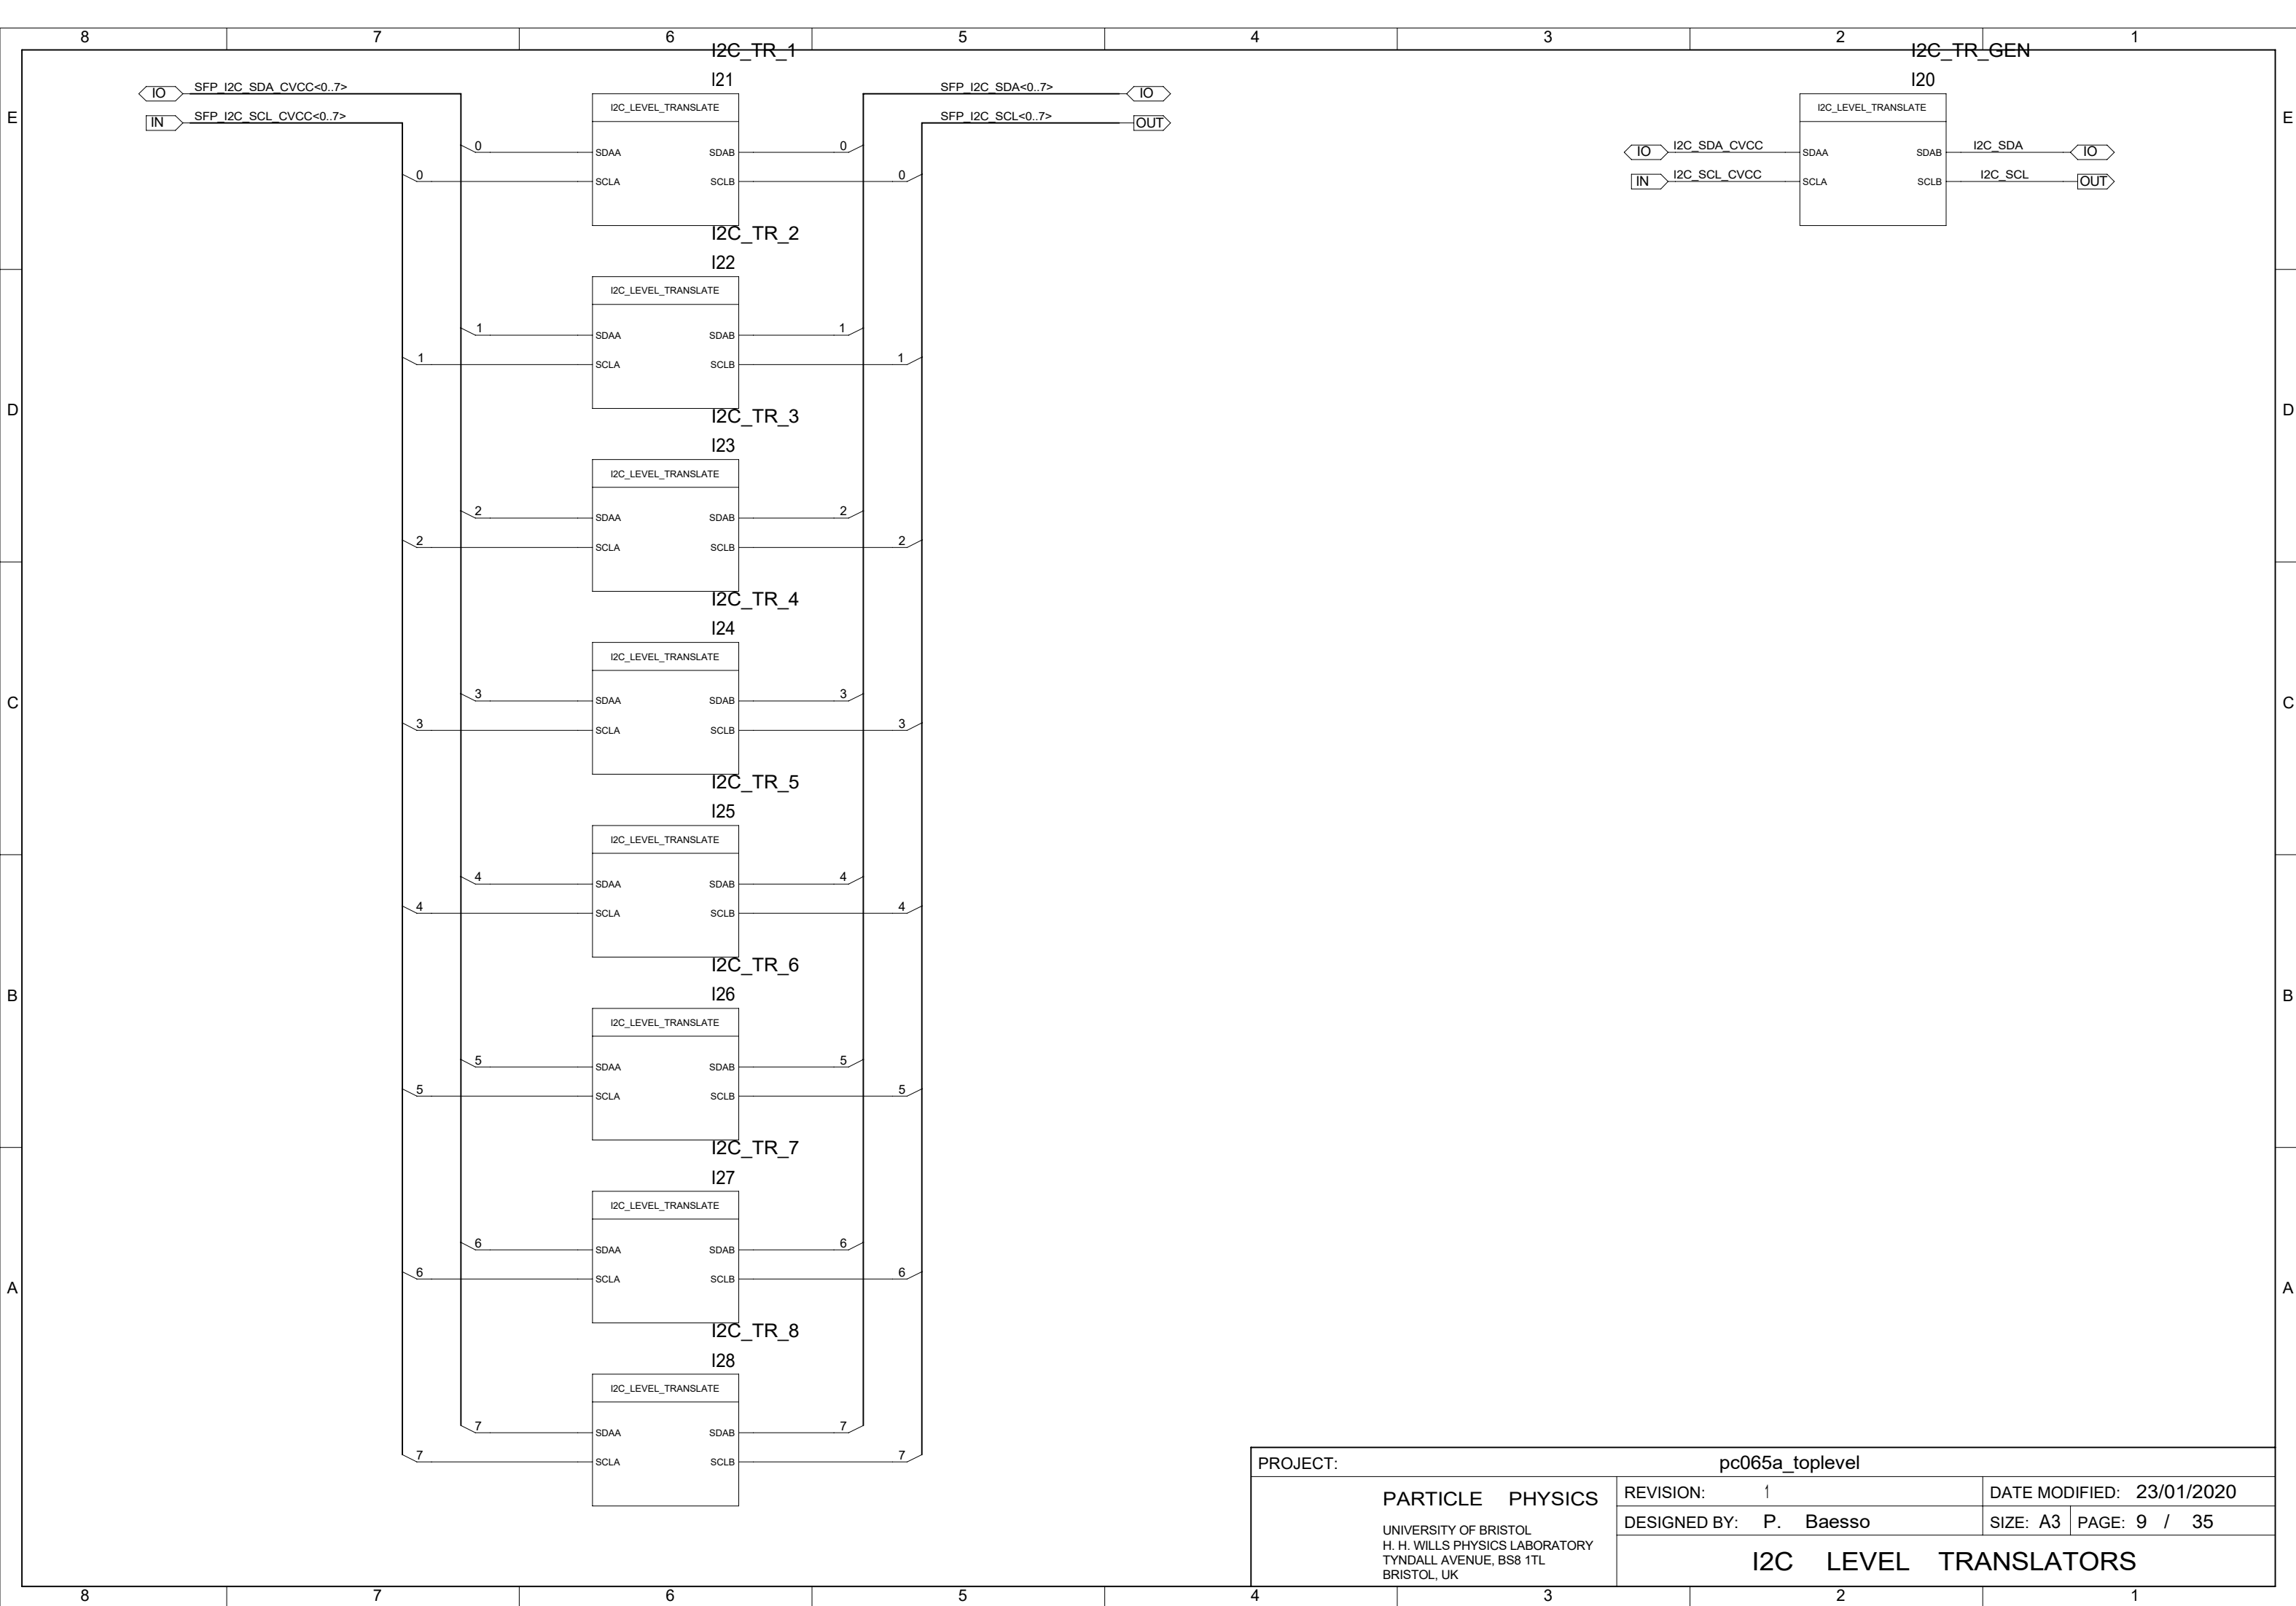 8 7 6 5 4 3 2 1
I2C_TR_1
I2C_TR_GEN
I21
I20
IO SFP_I2C_SDA_CVCC<0..7>
SFP_I2C_SDA<0..7> IO
IN SFP_I2C_SCL_CVCC<0..7>
SFP_I2C_SCL<0..7> OUT
I2C_LEVEL_TRANSLATE
I2C_LEVEL_TRANSLATE
E E
0 SDAA SDAB 0
IO I2C_SDA_CVCC SDAA SDAB I2C_SDA IO
0 SCLA SCLB 0
IN I2C_SCL_CVCC SCLA SCLB I2C_SCL OUT
I2C_TR_2
I22
I2C_LEVEL_TRANSLATE
1 SDAA SDAB 1
1 SCLA SCLB 1
D D
I2C_TR_3
I23
I2C_LEVEL_TRANSLATE
2 SDAA SDAB 2
2 SCLA SCLB 2
I2C_TR_4
I24
I2C_LEVEL_TRANSLATE
3 SDAA SDAB 3
C C
3 SCLA SCLB 3
I2C_TR_5
I25
I2C_LEVEL_TRANSLATE
4 SDAA SDAB 4
4 SCLA SCLB 4
I2C_TR_6
I26
B B
I2C_LEVEL_TRANSLATE
5 SDAA SDAB 5
5 SCLA SCLB 5
I2C_TR_7
I27
I2C_LEVEL_TRANSLATE
6 SDAA SDAB 6
6 SCLA SCLB 6
A A
I2C_TR_8
I28
I2C_LEVEL_TRANSLATE
7 SDAA SDAB 7
7 SCLA SCLB 7
PROJECT: pc065a_toplevel
PARTICLE PHYSICS
UNIVERSITY OF BRISTOL
H. H. WILLS PHYSICS LABORATORY
TYNDALL AVENUE, BS8 1TL
BRISTOL, UK
REVISION: 1
DATE MODIFIED: 23/01/2020
DESIGNED BY: P. Baesso
SIZE: A3 PAGE: 9 / 35
I2C LEVEL TRANSLATORS
8 7 6 5 4 3 2 1